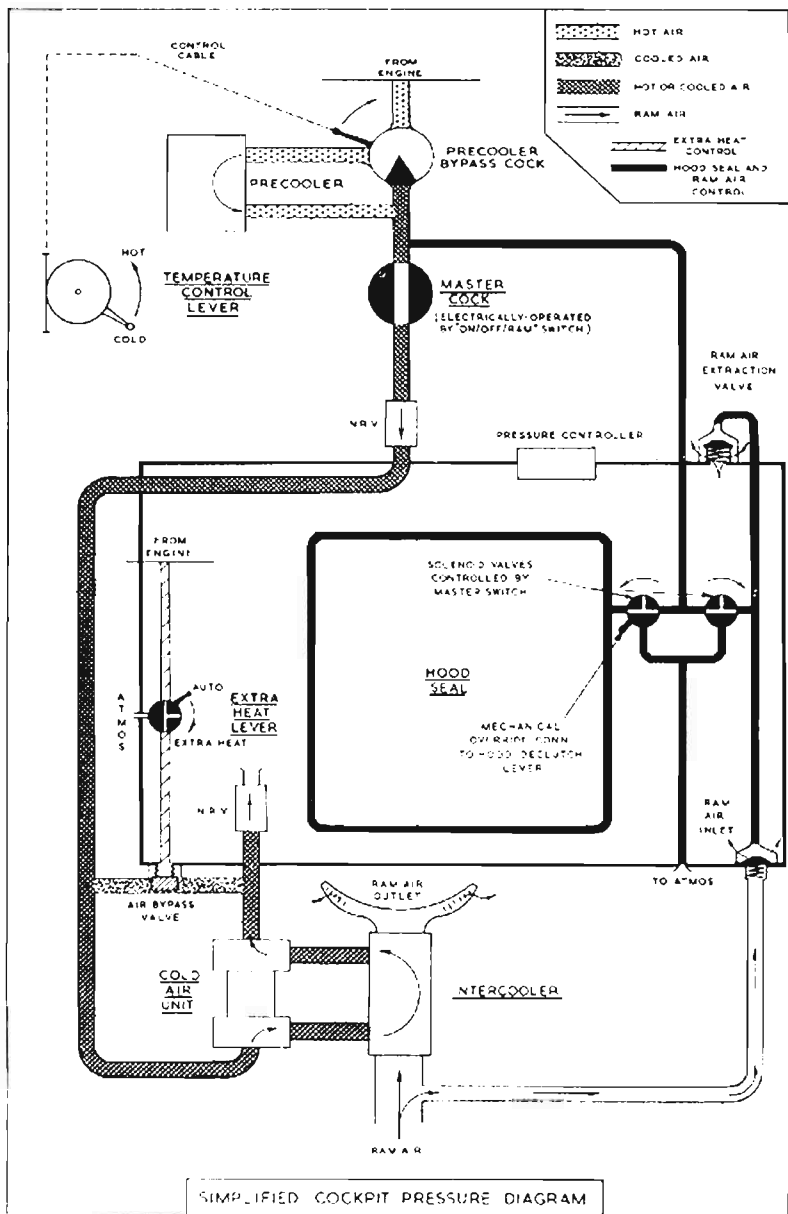 CONTROL
CABLE
FROM
ENGINE
HOT AIR
COOLED AIR
HOT OR COOLED AIR
RAM AIR
EXTRA HEAT
CONTROL
HOOD SEAL AND
RAM AIR
CONTROL
PRECOOLER
BYPASS COCK
PRECOOLER
HOT
COLD
TEMPERATURE
CONTROL
LEVER
MASTER
COCK
(ELECTRICALLY-OPERATED
BY "ON/OFF/RAM" SWITCH)
RAM AIR
EXTRACTION
VALVE
N.R.V.
PRESSURE CONTROLLER
FROM
ENGINE
SOLENOID VALVES
CONTROLLED BY
MASTER SWITCH
HOOD
SEAL
ATMOS
AUTO
EXTRA HEAT
EXTRA
HEAT
LEVER
MECHANICAL
OVERRIDE CONN.
TO HOOD DECLUTCH
LEVER
N.R.V.
RAM
AIR
INLET
TO ATMOS.
AIR BYPASS
VALVE
RAM AIR
OUTLET
COLD
AIR
UNIT
INTERCOOLER
RAM AIR
SIMPLIFIED COCKPIT PRESSURE DIAGRAM